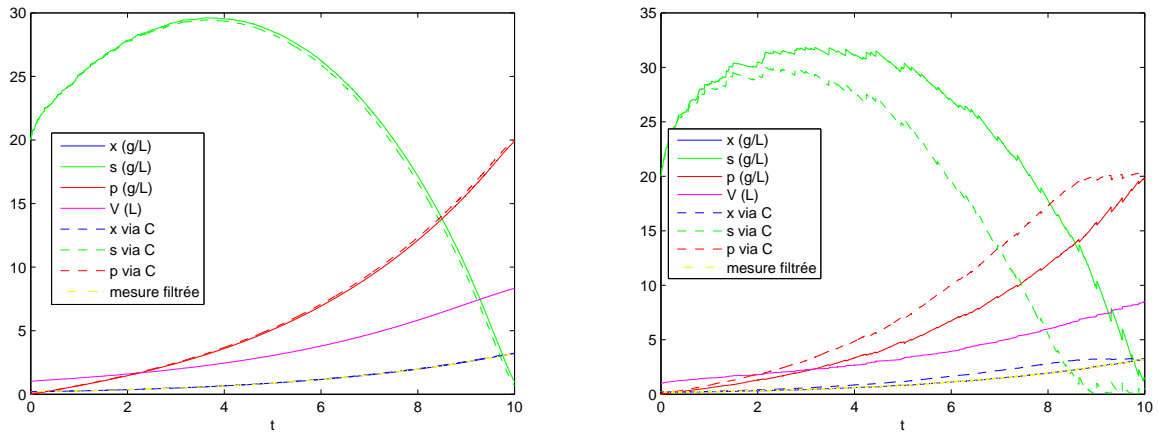 30
25
20
15
10
5
0
x (g/L)
s (g/L)
p (g/L)
V (L)
x via C
s via C
p via C
mesure filtrée
0 2 4 6 8 10
t
35
30
25
20
15
10
5
0
x (g/L)
s (g/L)
p (g/L)
V (L)
x via C
s via C
p via C
mesure filtrée
0 2 4 6 8 10
t